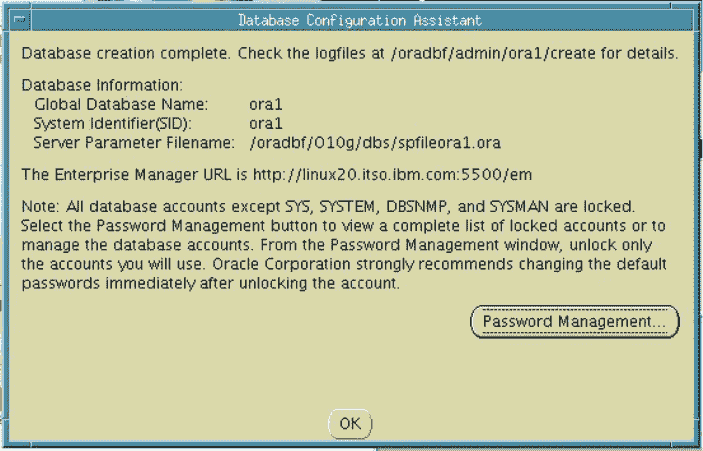 Database Configuration Assistant
Database creation complete. Check the logfiles at /oradbf/admin/ora1/create for details.
Database Information:
Global Database Name: ora1
System Identifier(SID): ora1
Server Parameter Filename: /oradbf/O10g/dbs/spfileora1.ora
The Enterprise Manager URL is http://linux20.itso.ibm.com:5500/em
Note: All database accounts except SYS, SYSTEM, DBSNMP, and SYSMAN are locked.
Select the Password Management button to view a complete list of locked accounts or to
manage the database accounts. From the Password Management window, unlock only
the accounts you will use. Oracle Corporation strongly recommends changing the default
passwords immediately after unlocking the account.
Password Management...
OK